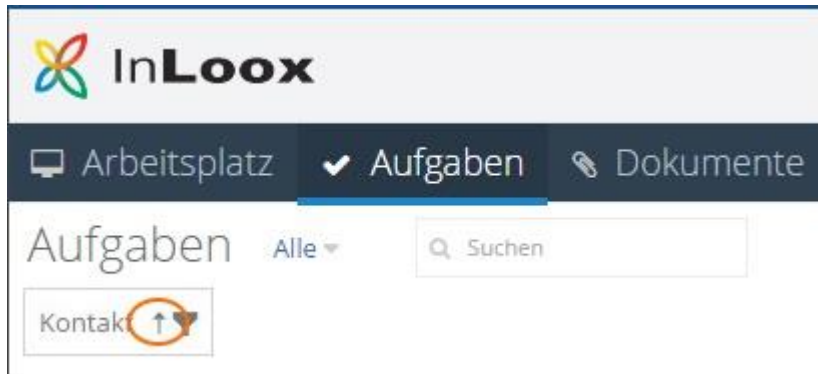 InLoox
Arbeitsplatz Aufgaben Dokumente
Aufgaben Alle Suchen
Kontakt